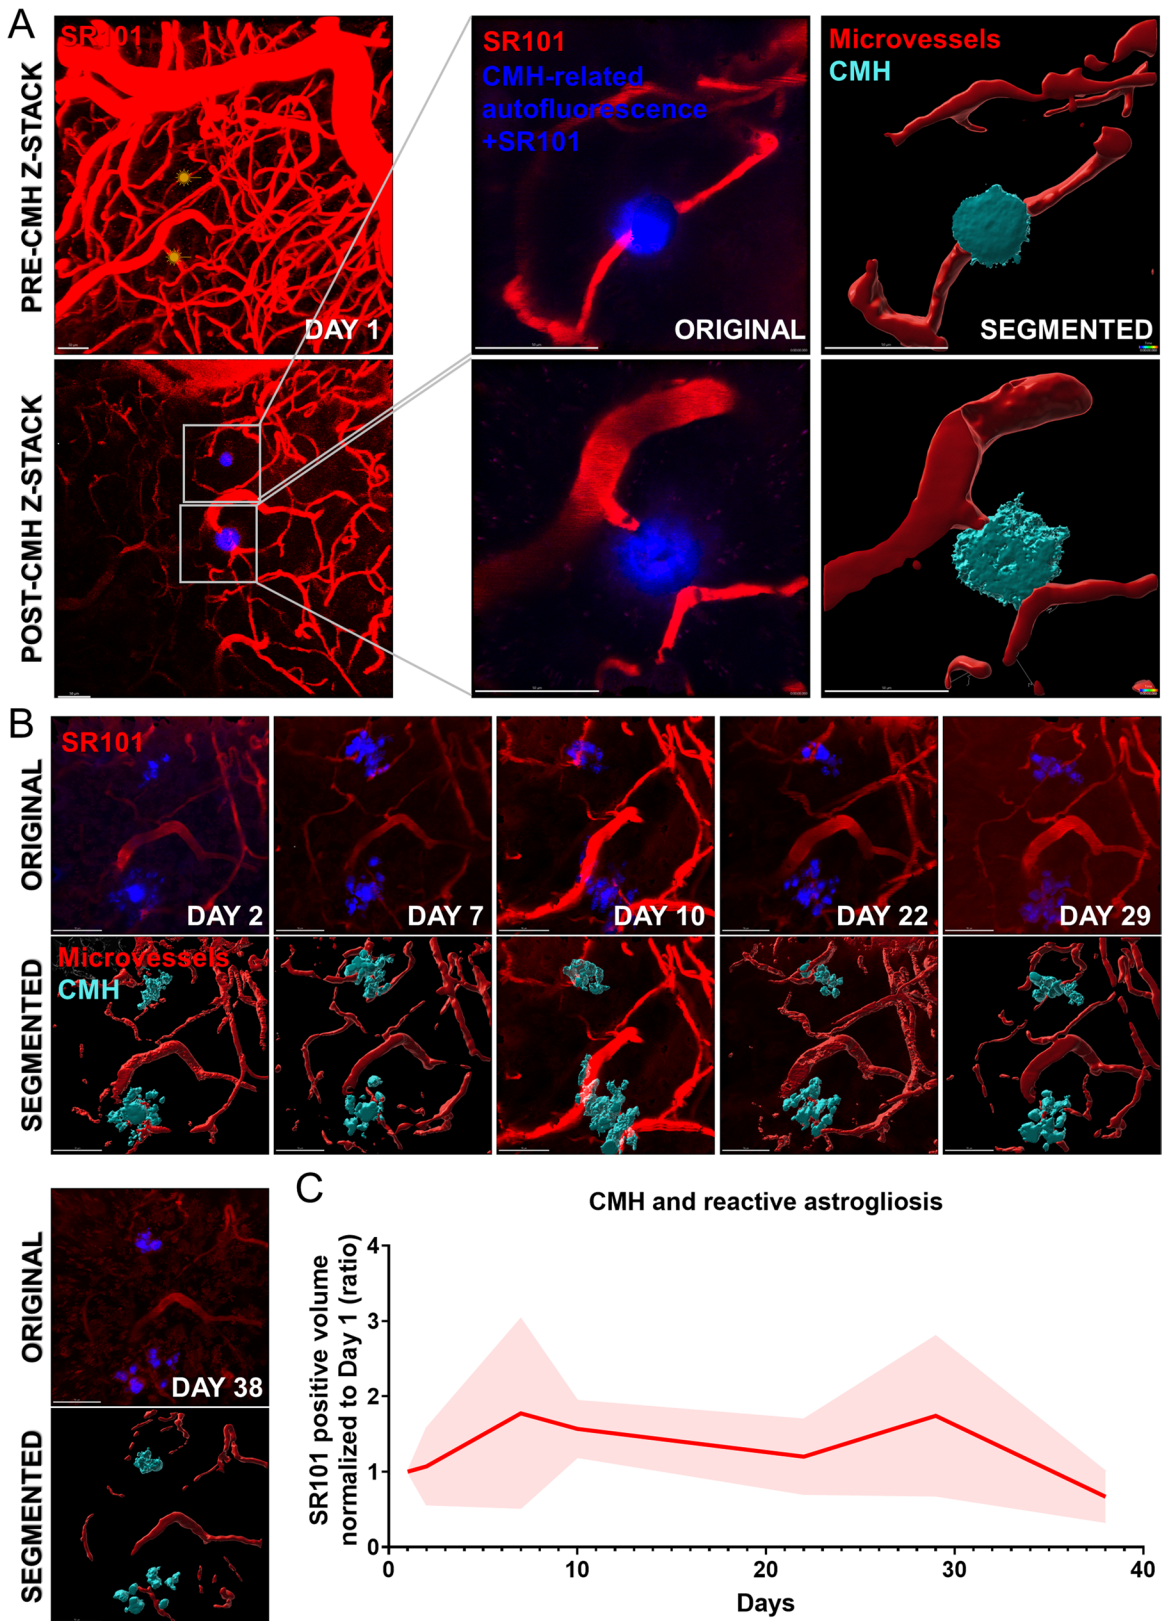 A
PRE-CMH Z-STACK
SR101
DAY 1
SR101
CMH-related
autofluorescence
+SR101
ORIGINAL
Microvessels
CMH
SEGMENTED
POST-CMH Z-STACK
B
ORIGINAL
SR101
DAY 2
DAY 7
DAY 10
DAY 22
DAY 29
SEGMENTED
Microvessels
CMH
ORIGINAL
DAY 38
SEGMENTED
C
CMH and reactive astrogliosis
SR101 positive volume
normalized to Day 1 (ratio)
4
3
2
1
0
0
10
20
30
40
Days